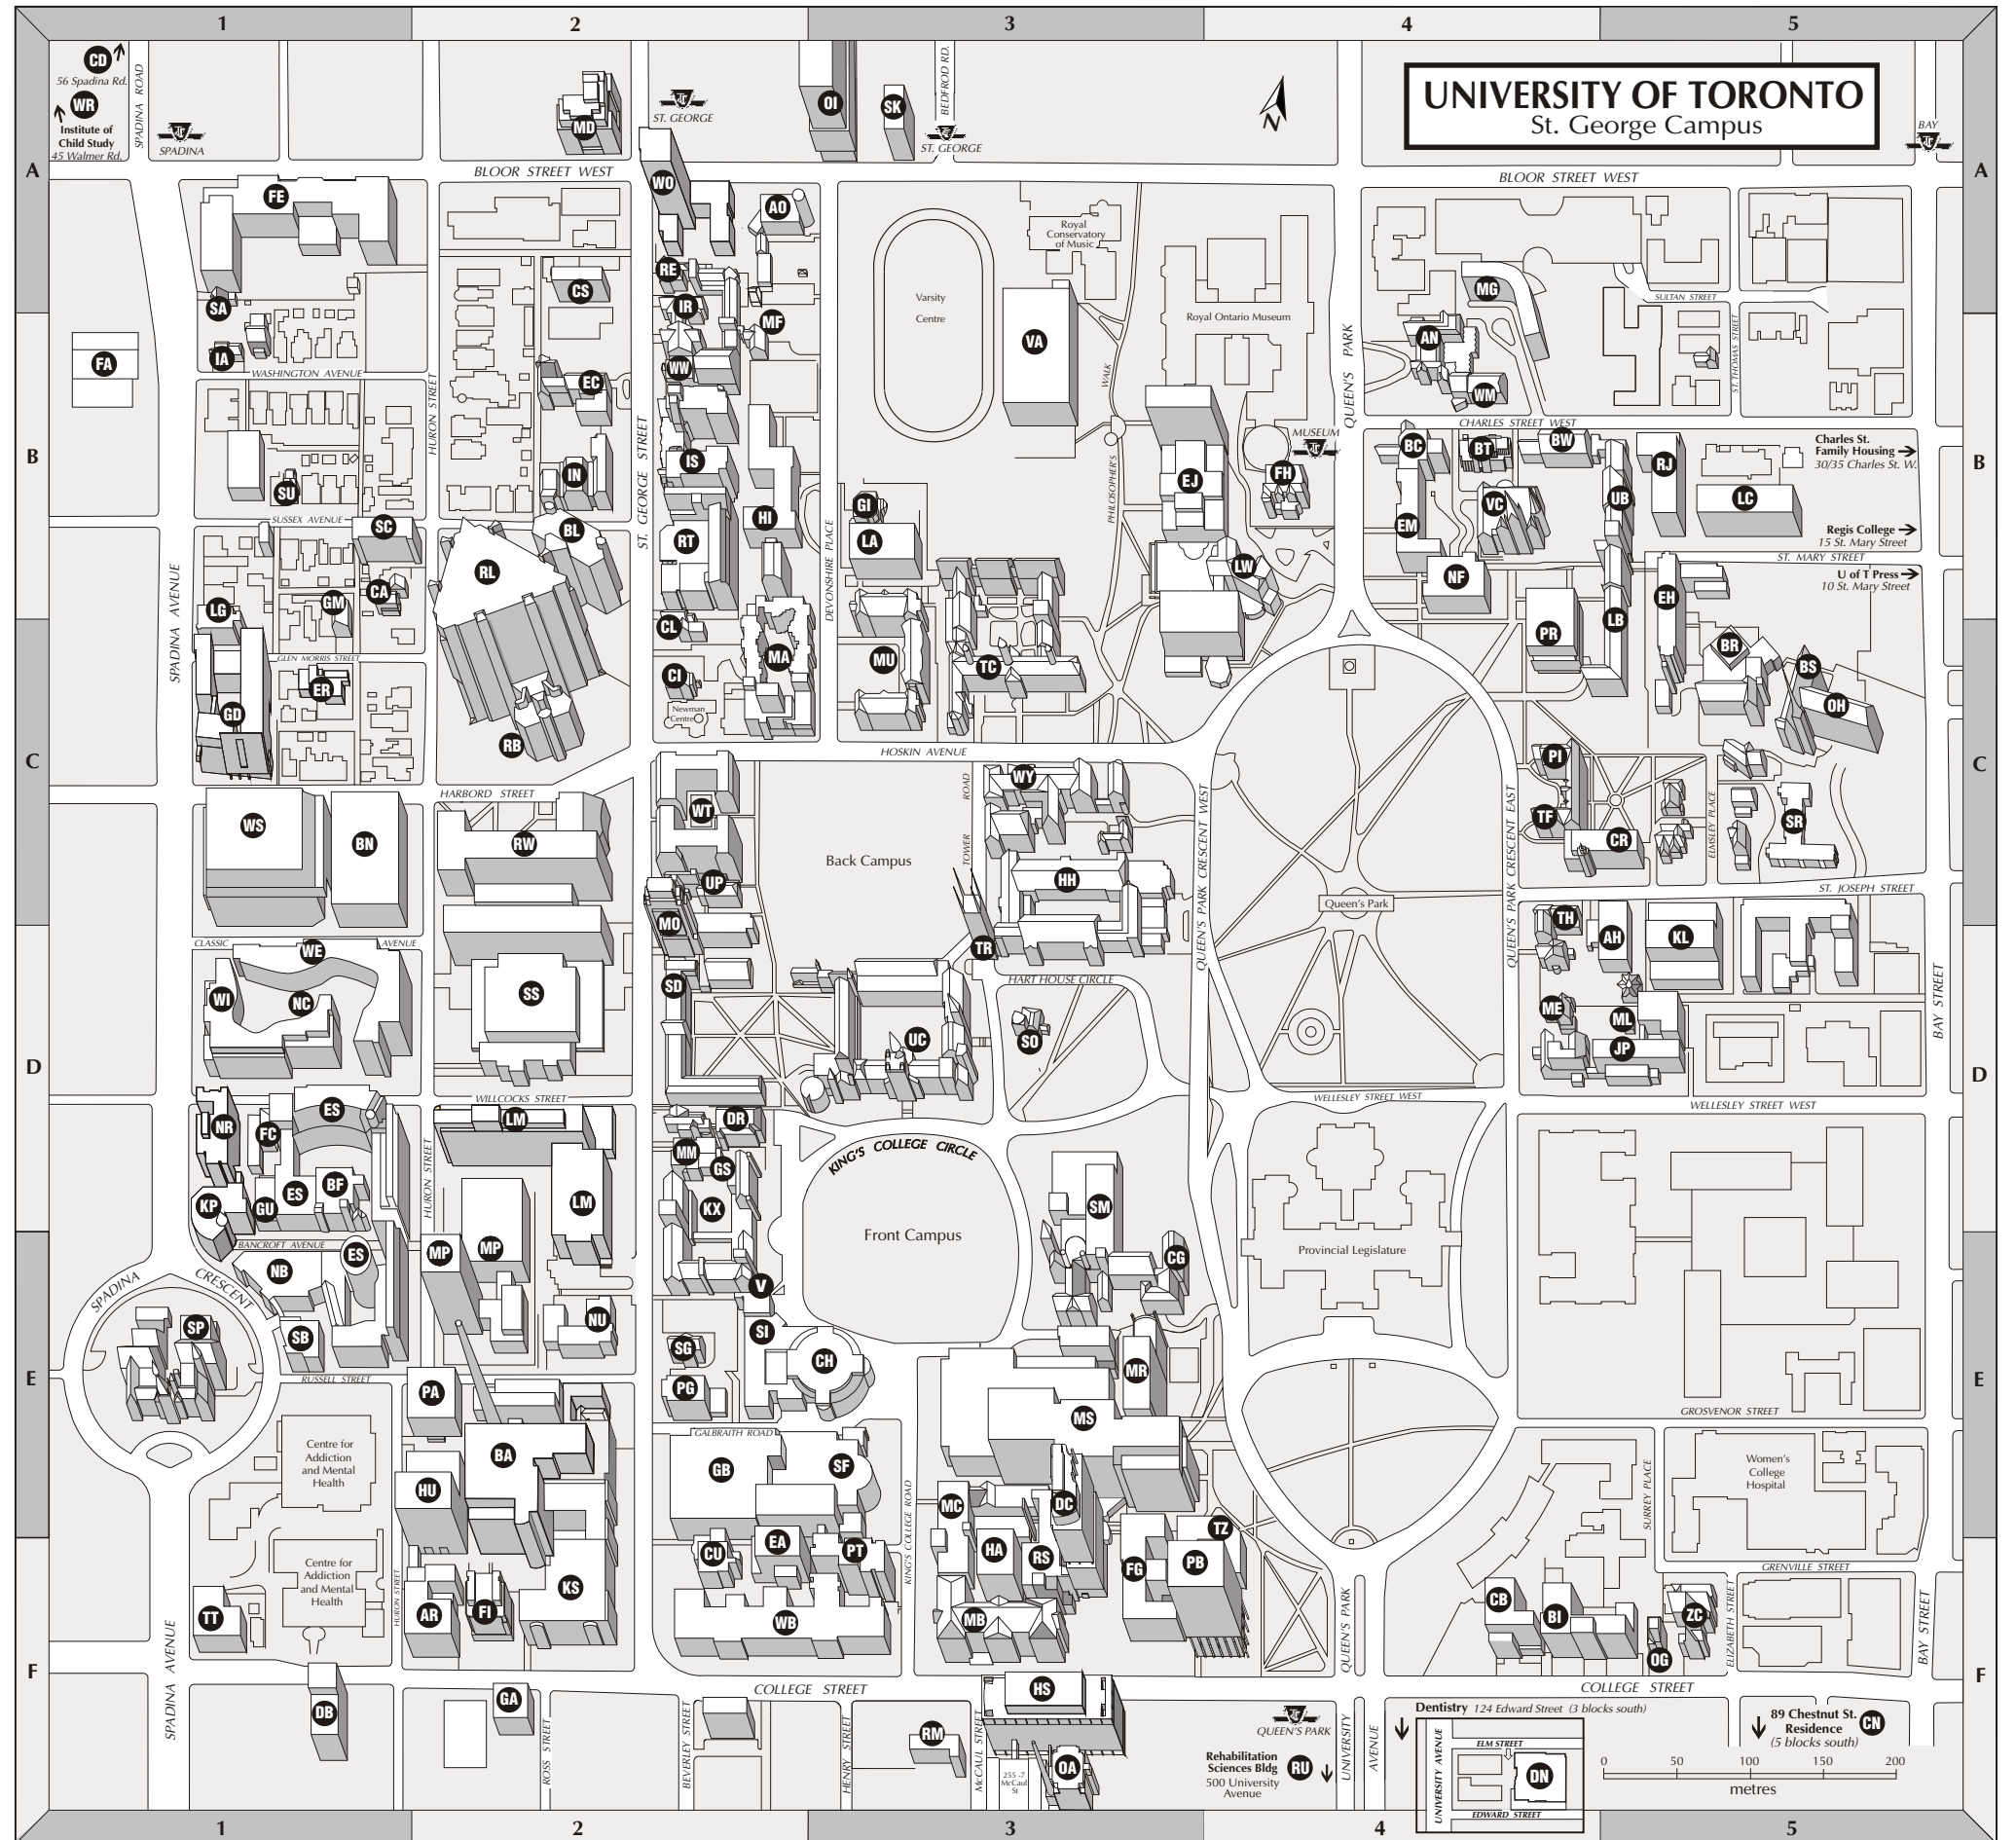 1
2
3
4
5
CD
56 Spadina Rd.
WR
Institute of
Child Study
45 Walmer Rd.
SPADINA ROAD
SPADINA
MD
ST. GEORGE
OI
SK
BEDFROD RD.
ST. GEORGE
UNIVERSITY OF TORONTO
St. George Campus
BAY
A
A
BLOOR STREET WEST
BLOOR STREET WEST
FE
WO
AO
Royal
Conservatory
of Music
RE
CS
SA
IR
MF
MG
SULTAN STREET
Varsity
Centre
Royal Ontario Museum
VA
AN
FA
IA
WW
WASHINGTON AVENUE
HURON STREET
EC
WM
ST. THOMAS STREET
QUEEN'S PARK
PHILOSOPHER'S WALK
CHARLES STREET WEST
MUSEUM
B
B
ST. GEORGE STREET
IS
IN
SU
HI
EJ
FH
BC
BT
BW
RJ
UB
LC
VC
EM
Charles St.
Family Housing
30/35 Charles St. W.
Regis College
15 St. Mary Street
SUSSEX AVENUE
SC
BL
RT
GI
LA
DEVONSHIRE PLACE
LW
NF
ST. MARY STREET
U of T Press
10 St. Mary Street
RL
CA
GM
LG
CL
MA
MU
TC
PR
LB
EH
BR
BS
OH
SPADINA AVENUE
GLEN MORRIS STREET
ER
GD
CI
Newman
Centre
RB
HOSKIN AVENUE
C
C
PI
TF
CR
ELMSLEY PLACE
SR
HARBORD STREET
WT
WY
TOWER ROAD
WS
BN
RW
UP
Back Campus
HH
QUEEN'S PARK CRESCENT WEST
QUEEN'S PARK CRESCENT EAST
Queen's Park
ST. JOSEPH STREET
MO
TR
TH
AH
KL
CLASSIC AVENUE
WE
WI
NC
SS
SD
HART HOUSE CIRCLE
SO
UC
ME
ML
JP
BAY STREET
D
D
WILLCOCKS STREET
WELLESLEY STREET WEST
WELLESLEY STREET WEST
NR
FC
ES
LM
DR
MM
GS
KING'S COLLEGE CIRCLE
HURON STREET
KP
GU
ES
BF
LM
KX
SM
Front Campus
CG
Provincial Legislature
BANCROFT AVENUE
NB
ES
MP
MP
V
SPADINA CRESCENT
SP
SB
NU
SI
SG
CH
MR
E
E
RUSSELL STREET
PA
PG
MS
GROSVENOR STREET
GALBRAITH ROAD
Centre for
Addiction
and Mental
Health
BA
GB
SF
HU
KING'S COLLEGE ROAD
MC
DC
SURREY PLACE
Women's
College
Hospital
TZ
CU
EA
PT
HA
RS
FG
PB
GRENVILLE STREET
Centre for
Addiction
and Mental
Health
HURON STREET
KS
TT
AR
FI
WB
MB
CB
BI
OG
ZC
ELIZABETH STREET
BAY STREET
QUEEN'S PARK
SPADINA AVENUE
F
F
COLLEGE STREET
COLLEGE STREET
DB
GA
ROSS STREET
BEVERLEY STREET
HENRY STREET
RM
McCAUL STREET
HS
255 -7
McCaul
St
OA
QUEEN'S PARK
Rehabilitation
Sciences Bldg
500 University
Avenue
RU
UNIVERSITY AVENUE
Dentistry 124 Edward Street (3 blocks south)
UNIVERSITY AVENUE
ELM STREET
DN
EDWARD STREET
89 Chestnut St.
Residence
(5 blocks south)
CN
0 50 100 150 200
metres
1
2
3
4
5